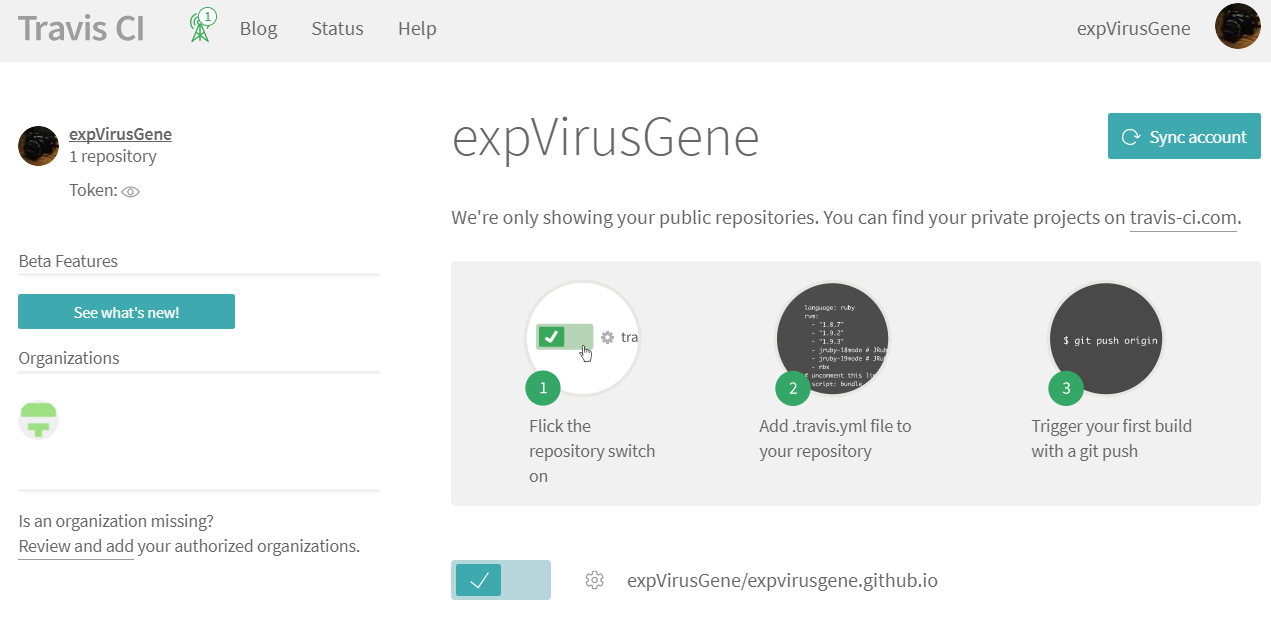 Travis CI
1
Blog
Status
Help
expVirusGene
expVirusGene
1 repository
Token:
Beta Features
See what's new!
Organizations
Is an organization missing?
Review and add your authorized organizations.
expVirusGene
Sync account
We're only showing your public repositories. You can find your private projects on travis-ci.com.
tra
1
Flick the
repository switch
on
language: ruby
rvm:
- "1.8.7"
- "1.9.2"
- "1.9.3"
- jruby-18mode # JRub
- jruby-19mode # JRub
- rbx
# uncomment this lin
script: bundle
2
Add .travis.yml file to
your repository
$ git push origin
3
Trigger your first build
with a git push
expVirusGene/expvirusgene.github.io